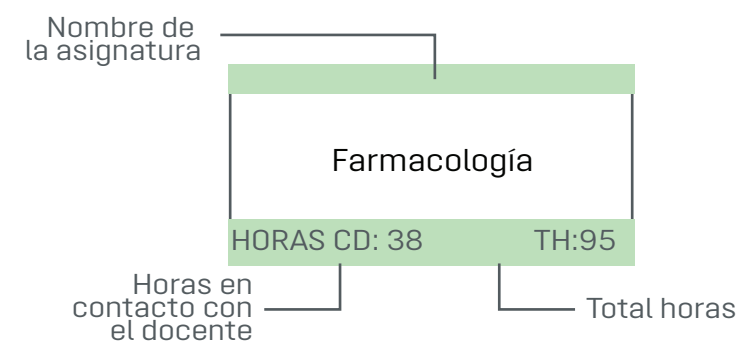 Nombre de
la asignatura
Farmacología
HORAS CD: 38 TH:95
Horas en
contacto con
el docente
Total horas